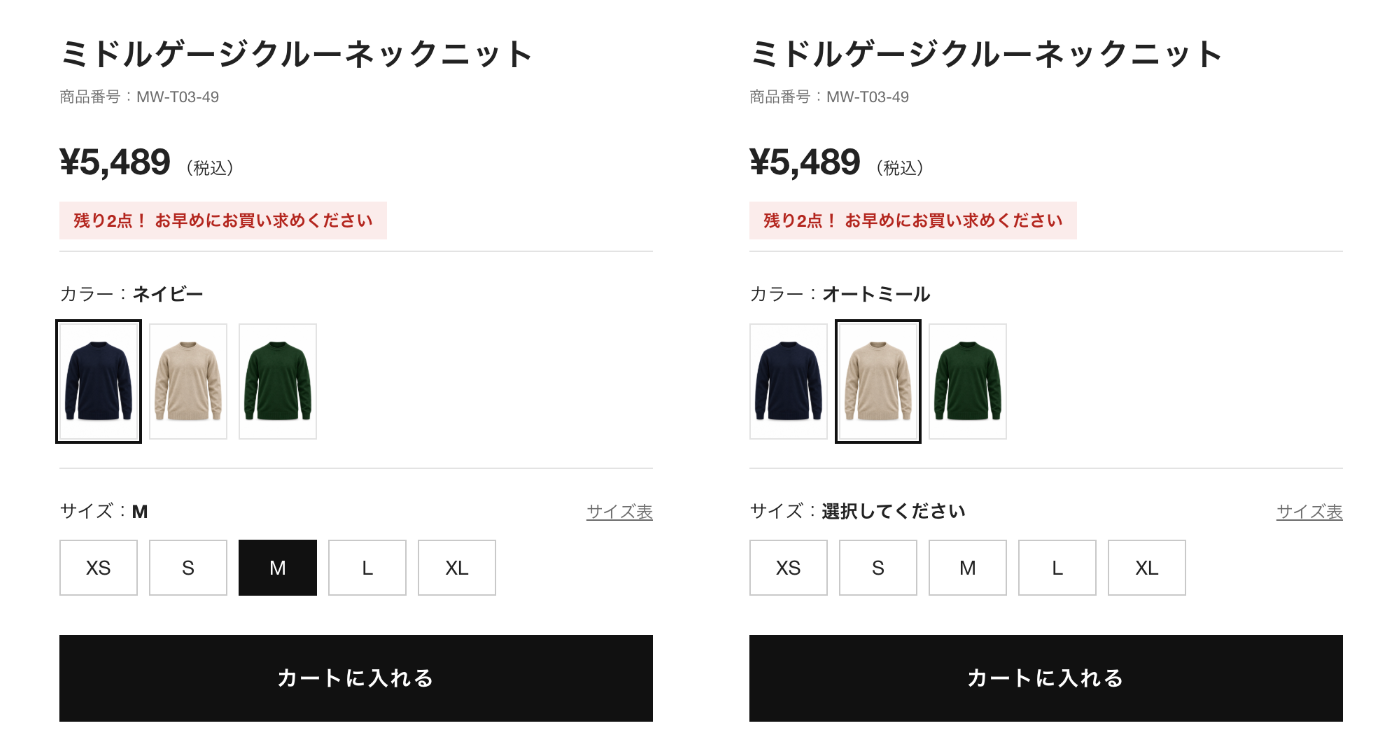 ミドルゲージクルーネックニット
商品番号：MW-T03-49
¥5,489（税込）
残り2点！ お早めにお買い求めください
カラー：ネイビー
サイズ：M
サイズ表
XS
S
M
L
XL
カートに入れる
ミドルゲージクルーネックニット
商品番号：MW-T03-49
¥5,489（税込）
残り2点！ お早めにお買い求めください
カラー：オートミール
サイズ：選択してください
サイズ表
XS
S
M
L
XL
カートに入れる